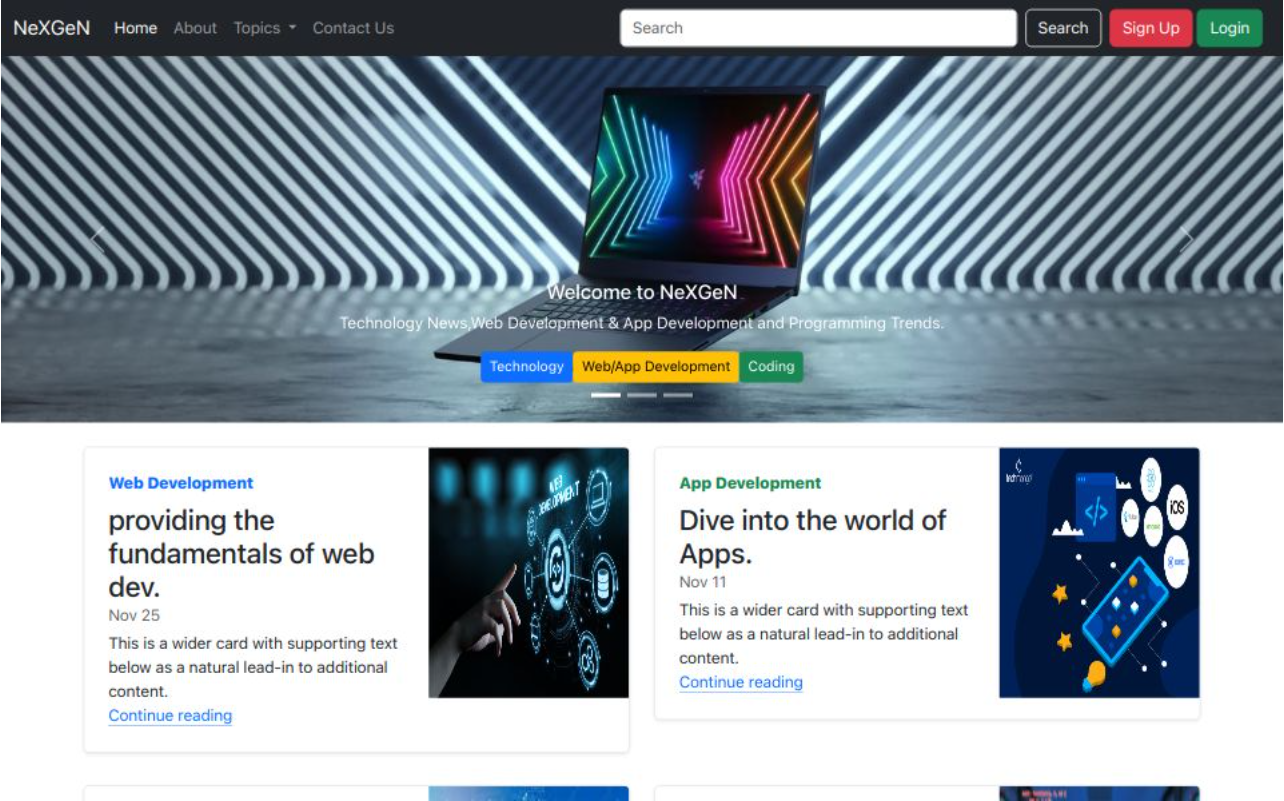 NeXGeN Home About Topics Contact Us Search Search Sign Up Login
Welcome to NeXGeN
Technology News,Web Development & App Development and Programming Trends.
Technology Web/App Development Coding
Web Development
providing the
fundamentals of web
dev.
Nov 25
This is a wider card with supporting text
below as a natural lead-in to additional
content.
Continue reading
WEB
DEVELOPMENT
App Development
Dive into the world of
Apps.
Nov 11
This is a wider card with supporting text
below as a natural lead-in to additional
content.
Continue reading
</>
iOS